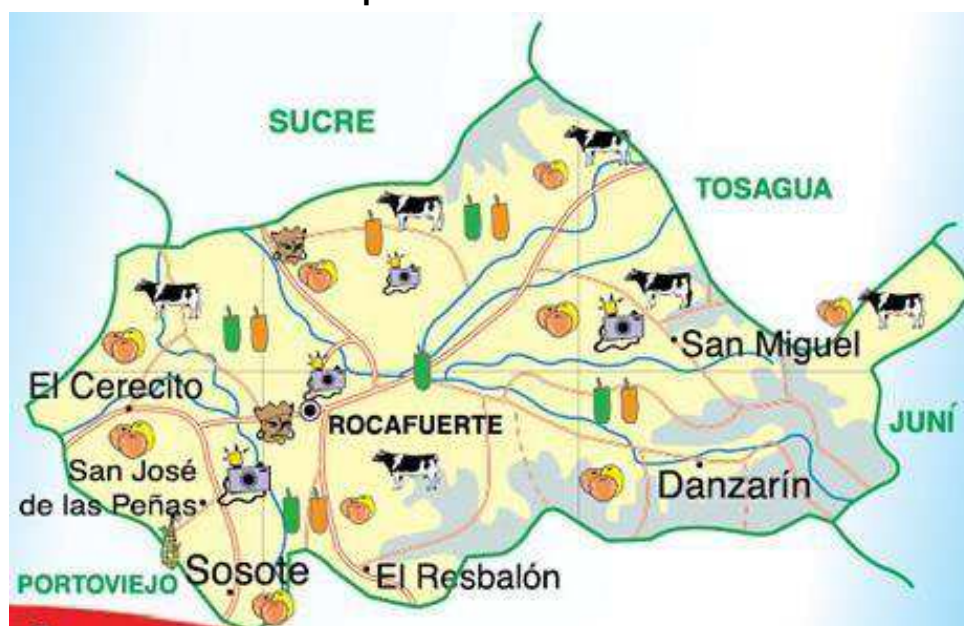 SUCRE
TOSAGUA
San Miguel
El Cerecito
ROCAFUERTE
JUNÍ
San José
de las Peñas
Danzarín
PORTOVIEJO
Sosote
El Resbalón